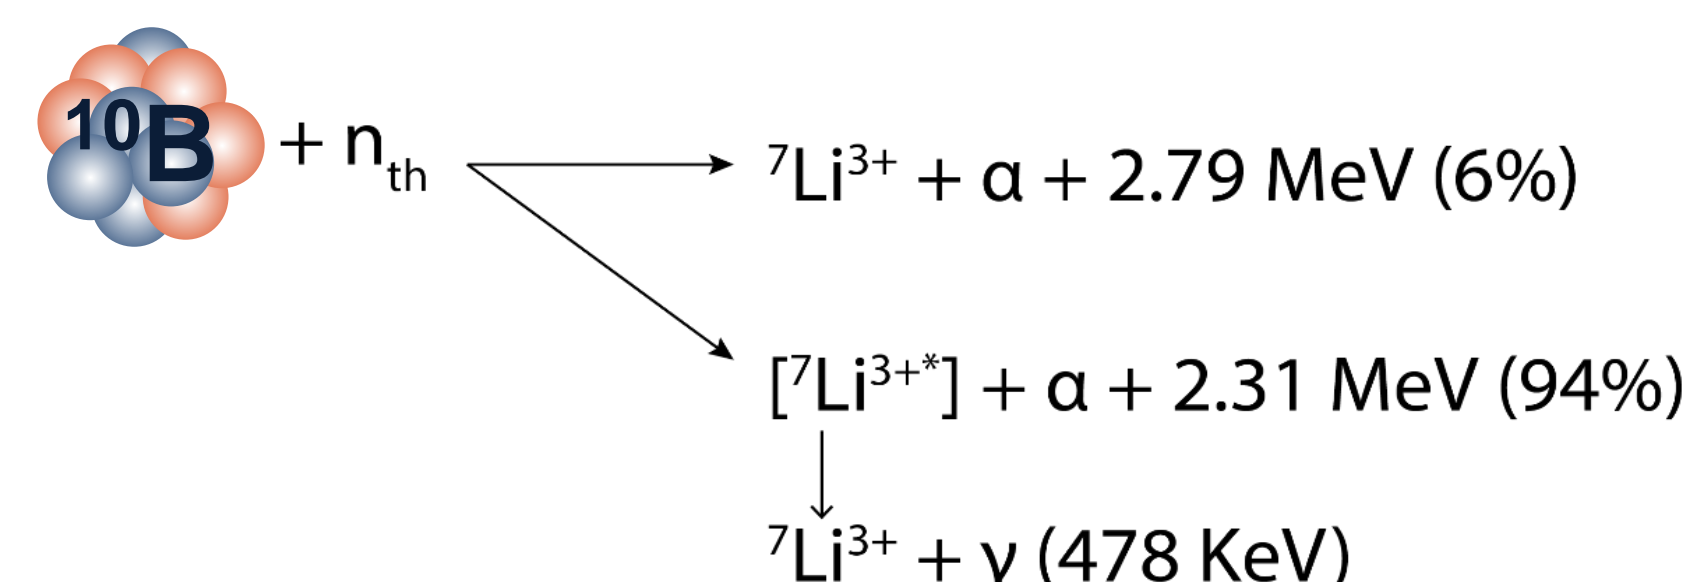 ¹⁰B + nₜₕ
⁷Li³⁺ + α + 2.79 MeV (6%)
[⁷Li³⁺*] + α + 2.31 MeV (94%)
⁷Li³⁺ + γ (478 KeV)